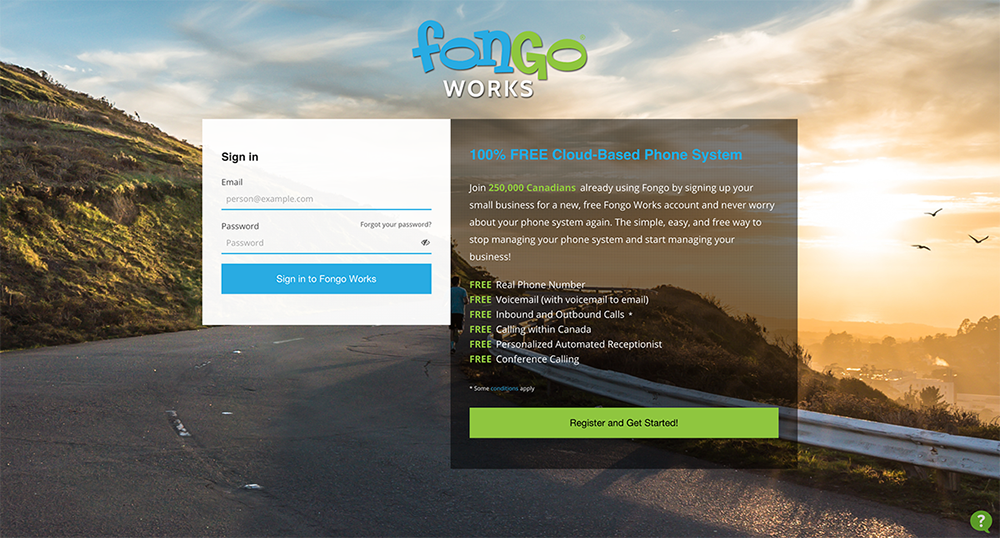 fonGo®
WORKS
Sign in
Email
person@example.com
Password
Forgot your password?
Password
Sign in to Fongo Works
100% FREE Cloud-Based Phone System
Join 250,000 Canadians already using Fongo by signing up your
small business for a new, free Fongo Works account and never worry
about your phone system again. The simple, easy, and free way to
stop managing your phone system and start managing your
business!
FREE Real Phone Number
FREE Voicemail (with voicemail to email)
FREE Inbound and Outbound Calls *
FREE Calling within Canada
FREE Personalized Automated Receptionist
FREE Conference Calling
* Some conditions apply
Register and Get Started!
?